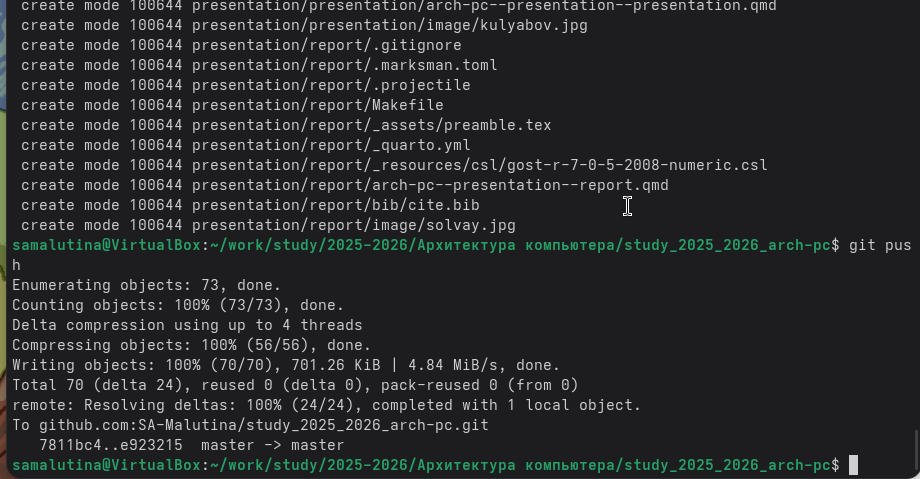 create mode 100644 presentation/presentation/arch-pc--presentation--presentation.qmd
create mode 100644 presentation/presentation/image/kulyabov.jpg
create mode 100644 presentation/report/.gitignore
create mode 100644 presentation/report/.marksman.toml
create mode 100644 presentation/report/.projectile
create mode 100644 presentation/report/Makefile
create mode 100644 presentation/report/_assets/preamble.tex
create mode 100644 presentation/report/_quarto.yml
create mode 100644 presentation/report/_resources/csl/gost-r-7-0-5-2008-numeric.csl
create mode 100644 presentation/report/arch-pc--presentation--report.qmd
create mode 100644 presentation/report/bib/cite.bib
create mode 100644 presentation/report/image/solvay.jpg
samalutina@VirtualBox:~/work/study/2025-2026/Архитектура компьютера/study_2025_2026_arch-pc$ git pus
h
Enumerating objects: 73, done.
Counting objects: 100% (73/73), done.
Delta compression using up to 4 threads
Compressing objects: 100% (56/56), done.
Writing objects: 100% (70/70), 701.26 KiB | 4.84 MiB/s, done.
Total 70 (delta 24), reused 0 (delta 0), pack-reused 0 (from 0)
remote: Resolving deltas: 100% (24/24), completed with 1 local object.
To github.com:SA-Malutina/study_2025_2026_arch-pc.git
7811bc4..e923215  master -> master
samalutina@VirtualBox:~/work/study/2025-2026/Архитектура компьютера/study_2025_2026_arch-pc$